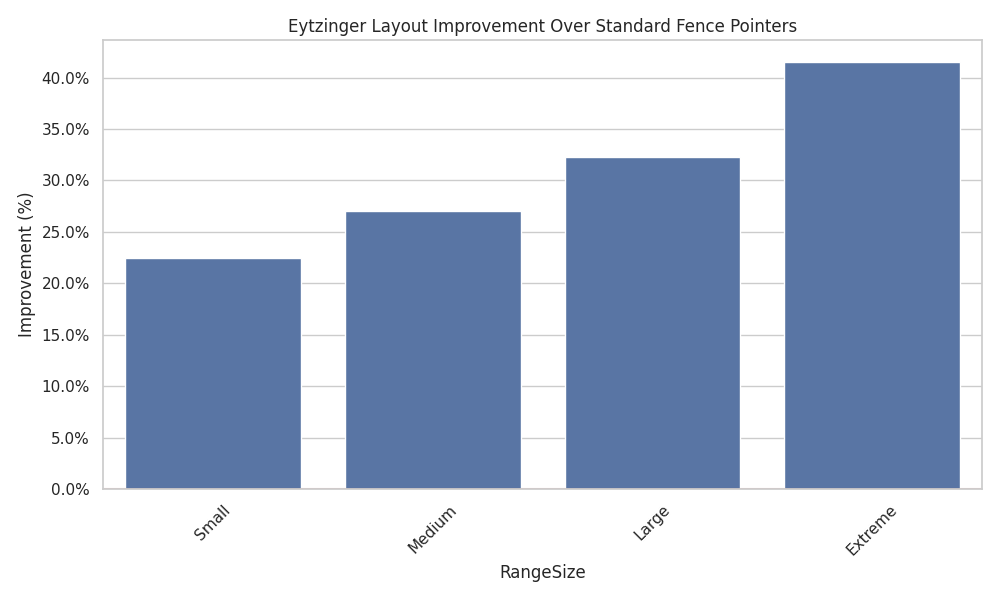 Eytzinger Layout Improvement Over Standard Fence Pointers
40.0%
35.0%
30.0%
25.0%
20.0%
15.0%
10.0%
5.0%
0.0%
Improvement (%)
Small
Medium
Large
Extreme
RangeSize